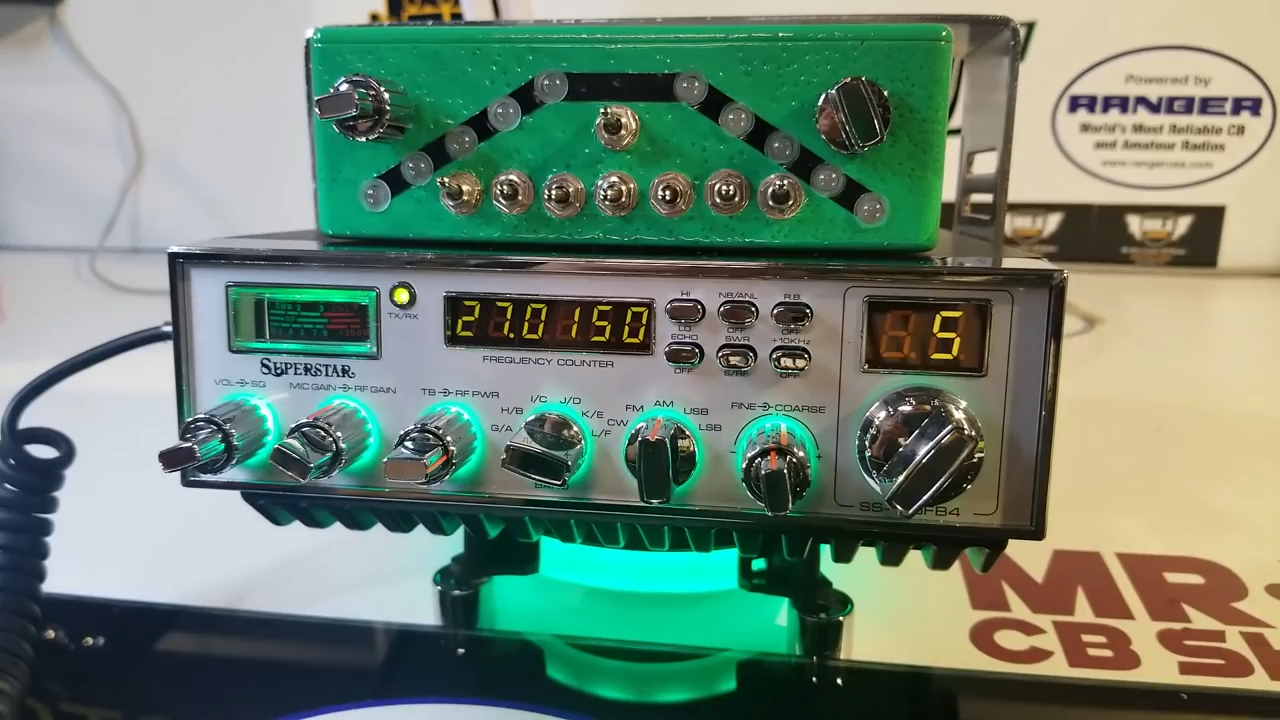 Powered by
RANGER
World's Most Reliable CB
and Amateur Radios
www.rangerusa.com
TX/RX
27.0150
FREQUENCY COUNTER
HI
LO
NB/ANL
OFF
R.B.
OFF
ECHO
OFF
SWR
S/RF
+10KHz
OFF
5
SUPERSTAR
VOL SQ
MIC GAIN RF GAIN
TB RF PWR
G/A H/B I/C J/D K/E L/F
CW FM AM USB LSB
FINE COARSE
+
MR
CB